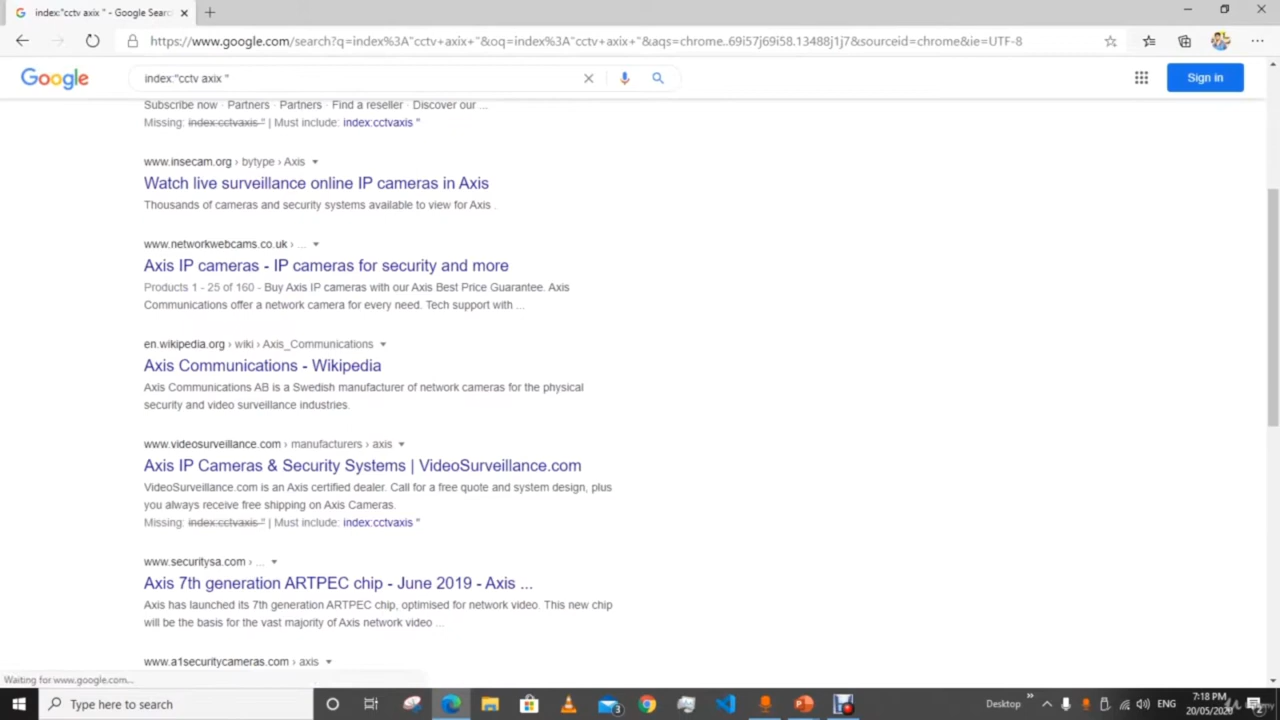 index:"cctv axix " - Google Searc
https://www.google.com/search?q=index%3A"cctv+axix+"&oq=index%3A"cctv+axix+"&aqs=chrome..69i57j69i58.13488j1j7&sourceid=chrome&ie=UTF-8
Google
index:"cctv axix "
Sign in
Subscribe now · Partners · Partners · Find a reseller · Discover our ...
Missing: index:cctvaxis " | Must include: index:cctvaxis "
www.insecam.org › bytype › Axis
Watch live surveillance online IP cameras in Axis
Thousands of cameras and security systems available to view for Axis .
www.networkwebcams.co.uk › ...
Axis IP cameras - IP cameras for security and more
Products 1 - 25 of 160 - Buy Axis IP cameras with our Axis Best Price Guarantee. Axis
Communications offer a network camera for every need. Tech support with ...
en.wikipedia.org › wiki › Axis_Communications
Axis Communications - Wikipedia
Axis Communications AB is a Swedish manufacturer of network cameras for the physical
security and video surveillance industries.
www.videosurveillance.com › manufacturers › axis
Axis IP Cameras & Security Systems | VideoSurveillance.com
VideoSurveillance.com is an Axis certified dealer. Call for a free quote and system design, plus
you always receive free shipping on Axis Cameras.
Missing: index:cctvaxis " | Must include: index:cctvaxis "
www.securitysa.com › ...
Axis 7th generation ARTPEC chip - June 2019 - Axis ...
Axis has launched its 7th generation ARTPEC chip, optimised for network video. This new chip
will be the basis for the vast majority of Axis network video ...
www.a1securitycameras.com › axis
Waiting for www.google.com...
Type here to search
3
Desktop
ENG
7:18 PM